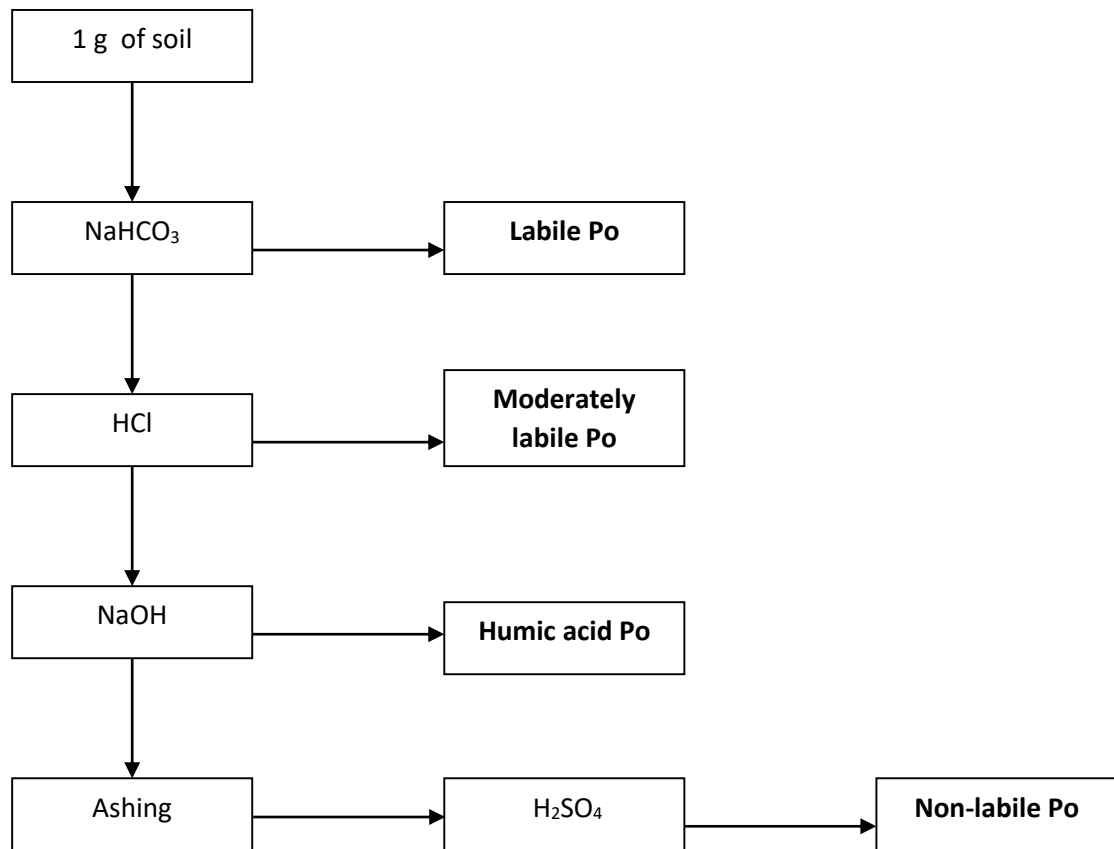 1 g  of soil
NaHCO₃
Labile Po
HCl
Moderately
labile Po
NaOH
Humic acid Po
Ashing
H₂SO₄
Non-labile Po